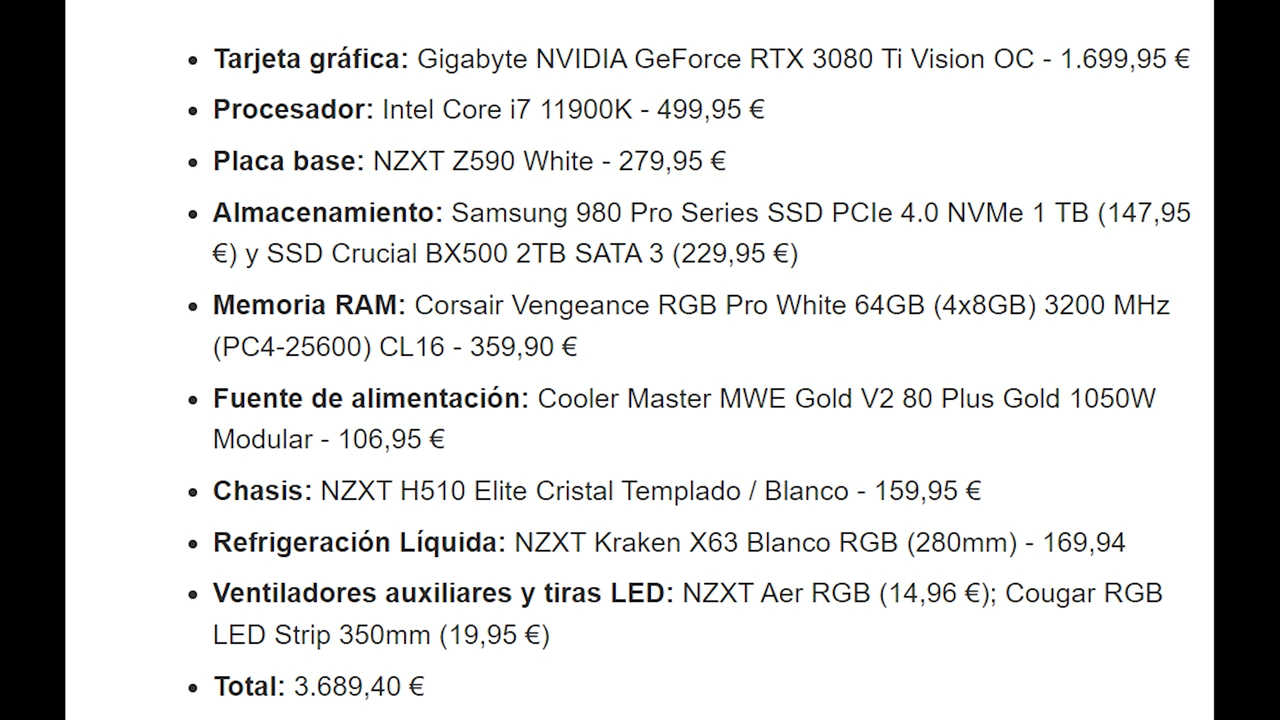 Tarjeta gráfica: Gigabyte NVIDIA GeForce RTX 3080 Ti Vision OC - 1.699,95 €
Procesador: Intel Core i7 11900K - 499,95 €
Placa base: NZXT Z590 White - 279,95 €
Almacenamiento: Samsung 980 Pro Series SSD PCIe 4.0 NVMe 1 TB (147,95
€) y SSD Crucial BX500 2TB SATA 3 (229,95 €)
Memoria RAM: Corsair Vengeance RGB Pro White 64GB (4x8GB) 3200 MHz
(PC4-25600) CL16 - 359,90 €
Fuente de alimentación: Cooler Master MWE Gold V2 80 Plus Gold 1050W
Modular - 106,95 €
Chasis: NZXT H510 Elite Cristal Templado / Blanco - 159,95 €
Refrigeración Líquida: NZXT Kraken X63 Blanco RGB (280mm) - 169,94
Ventiladores auxiliares y tiras LED: NZXT Aer RGB (14,96 €); Cougar RGB
LED Strip 350mm (19,95 €)
Total: 3.689,40 €